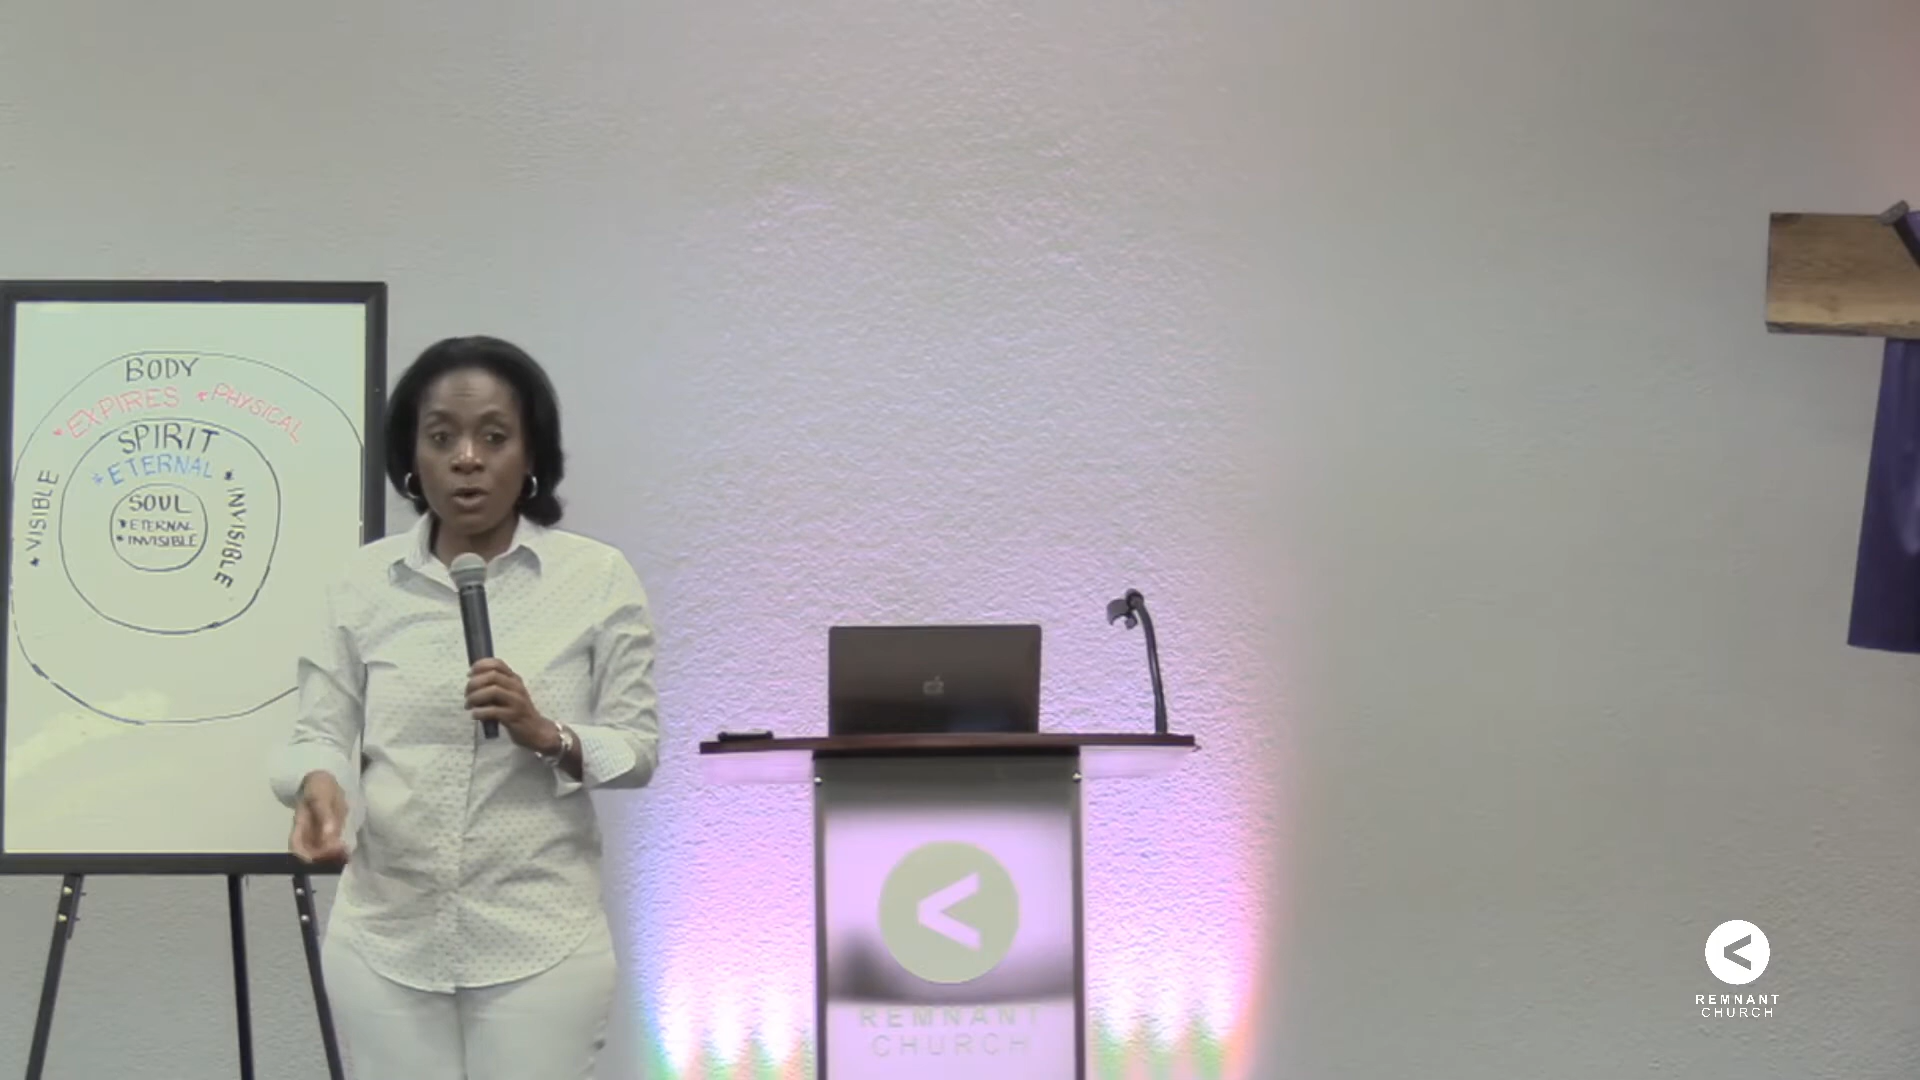 BODY
* EXPIRES * PHYSICAL
SPIRIT
* ETERNAL
* INVISIBLE
* VISIBLE
SOUL
* ETERNAL
* INVISIBLE
REMNANT
CHURCH
REMNANT
CHURCH